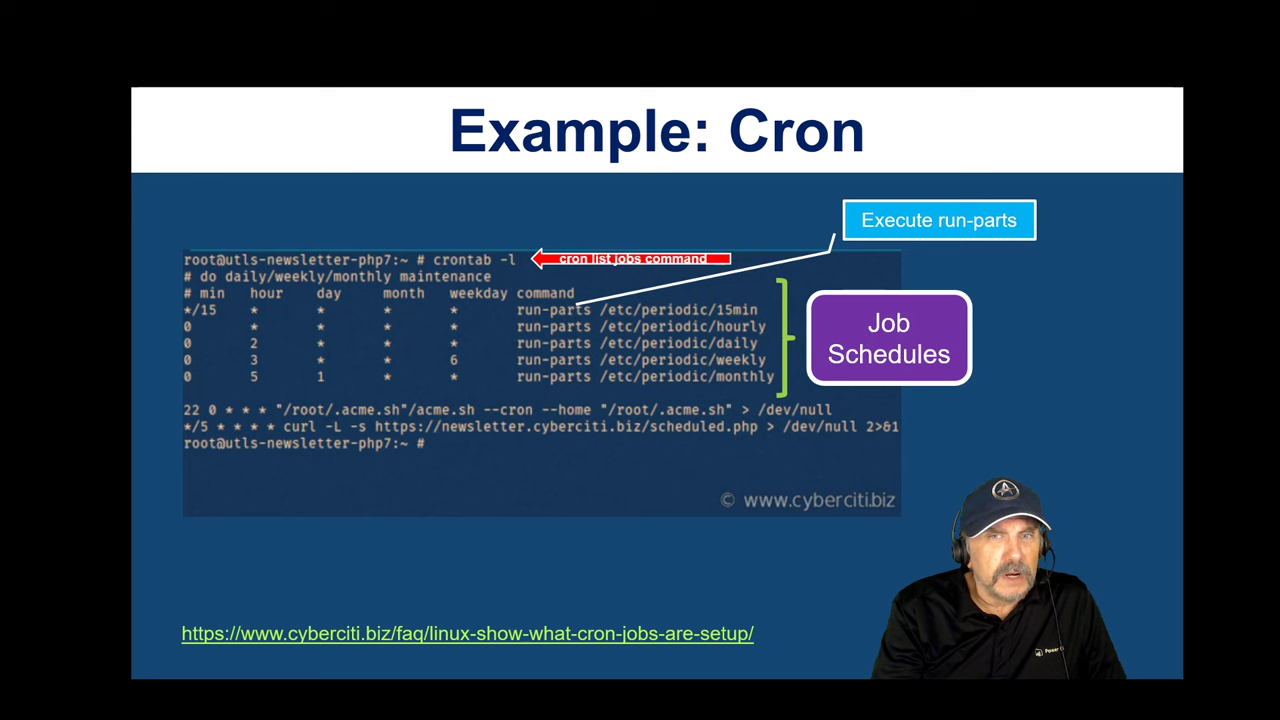 Example: Cron
Execute run-parts
root@utls-newsletter-php7:~ # crontab -l
cron list jobs command
# do daily/weekly/monthly maintenance
# min hour day month weekday command
*/15 * * * * run-parts /etc/periodic/15min
0 * * * * run-parts /etc/periodic/hourly
0 2 * * * run-parts /etc/periodic/daily
0 3 * * 6 run-parts /etc/periodic/weekly
0 5 1 * * run-parts /etc/periodic/monthly
Job
Schedules
22 0 * * * "/root/.acme.sh"/acme.sh --cron --home "/root/.acme.sh" > /dev/null
*/5 * * * * curl -L -s https://newsletter.cyberciti.biz/scheduled.php > /dev/null 2>&1
root@utls-newsletter-php7:~ #
© www.cyberciti.biz
https://www.cyberciti.biz/faq/linux-show-what-cron-jobs-are-setup/